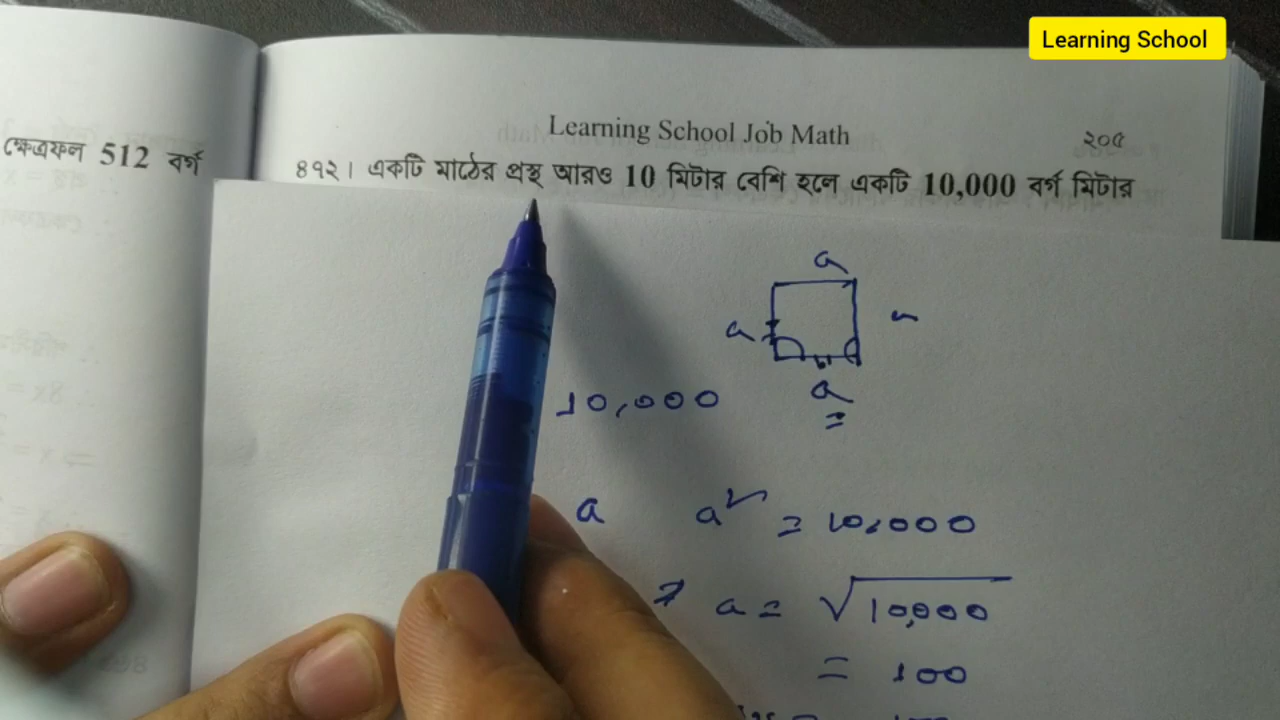 Learning School
Learning School Job Math ২০৫
ক্ষেত্রফল 512 বর্গ
৪৭২। একটি মাঠের প্রস্থ আরও 10 মিটার বেশি হলে একটি 10,000 বর্গ মিটার
a
a
a
=
10,000
a a² = 10,000
a = √10,000
= 100